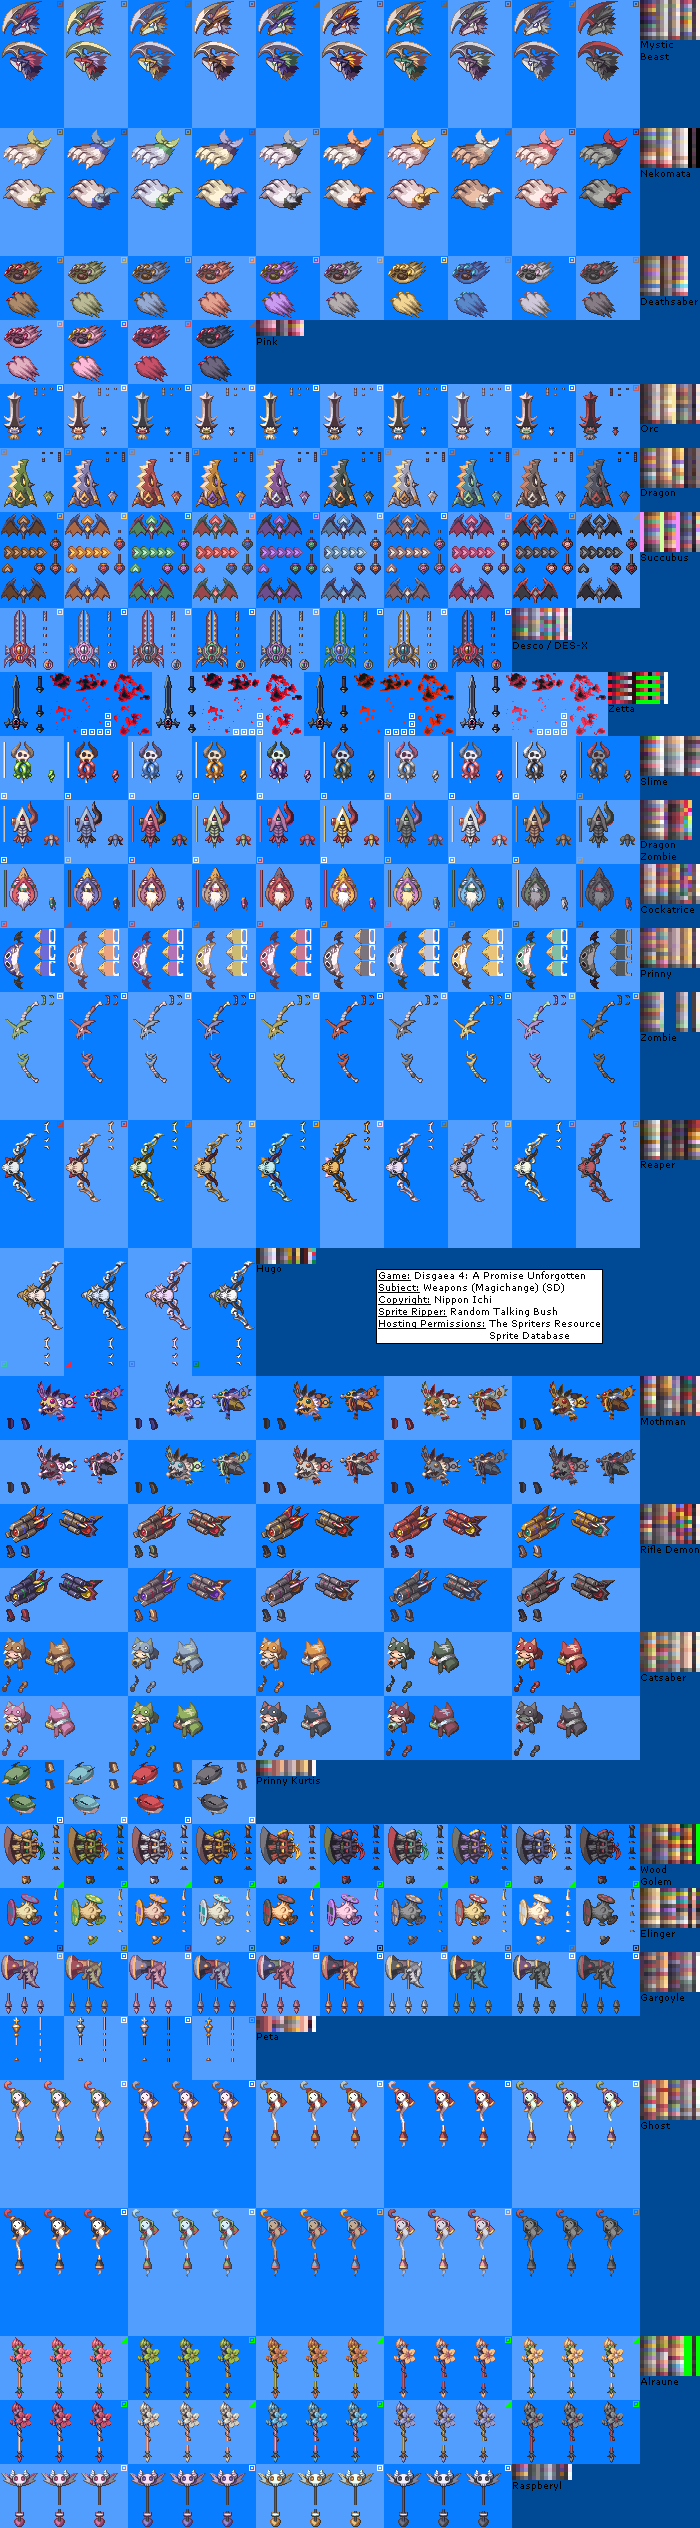 Mystic
Beast
Nekomata
Deathsaber
Pink
Orc
Dragon
Succubus
Desco / DES-X
Zetta
Slime
Dragon
Zombie
Cockatrice
Prinny
Zombie
Reaper
Hugo
Game: Disgaea 4: A Promise Unforgotten
Subject: Weapons (Magichange) (SD)
Copyright: Nippon Ichi
Sprite Ripper: Random Talking Bush
Hosting Permissions: The Spriters Resource
Sprite Database
Mothman
Rifle Demon
Catsaber
Prinny Kurtis
Wood
Golem
Elinger
Gargoyle
Peta
Ghost
Alraune
Raspberyl